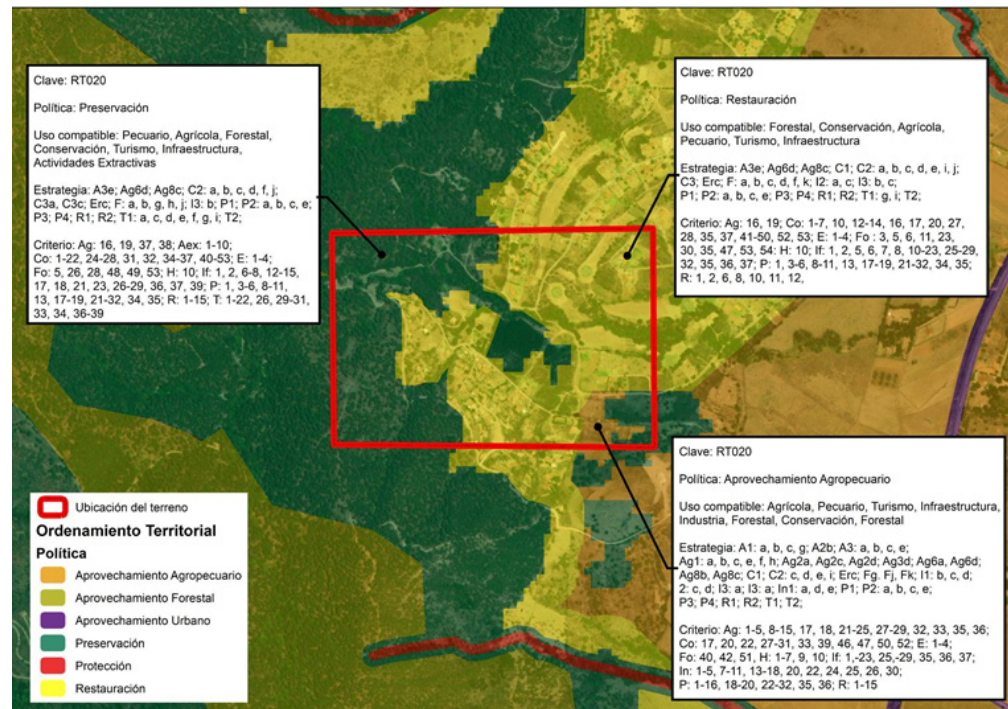 Clave: RT020
Política: Preservación
Uso compatible: Pecuario, Agrícola, Forestal,
Conservación, Turismo, Infraestructura,
Actividades Extractivas
Estrategia: A3e; Ag6d; Ag8c; C2: a, b, c, d, f, j;
C3a, C3c; Erc; F: a, b, g, h, j; I3: b; P1; P2: a, b, c, e;
P3; P4; R1; R2; T1: a, c, d, e, f, g, i; T2;
Criterio: Ag: 16, 19, 37, 38; Aex: 1-10;
Co: 1-22, 24-28, 31, 32, 34-37, 40-53; E: 1-4;
Fo: 5, 26, 28, 48, 49, 53; H: 10; If: 1, 2, 6-8, 12-15,
17, 18, 21, 23, 26-29, 36, 37, 39; P: 1, 3-6, 8-11,
13, 17-19, 21-32, 34, 35; R: 1-15; T: 1-22, 26, 29-31,
33, 34, 36-39
Clave: RT020
Política: Restauración
Uso compatible: Forestal, Conservación, Agrícola,
Pecuario, Turismo, Infraestructura
Estrategia: A3e; Ag6d; Ag8c; C1; C2: a, b, c, d, e, i, j;
C3; Erc; F: a, b, c, d, f, k; I2: a, c; I3: b, c;
P1; P2: a, b, c, e; P3; P4; R1; R2; T1: g, i; T2;
Criterio: Ag: 16, 19; Co: 1-7, 10, 12-14, 16, 17, 20, 27,
28, 35, 37, 41-50, 52, 53; E: 1-4; Fo : 3, 5, 6, 11, 23,
30, 35, 47, 53, 54; H: 10; If: 1, 2, 5, 6, 7, 8, 10-23, 25-29,
32, 35, 36, 37; P: 1, 3-6, 8-11, 13, 17-19, 21-32, 34, 35;
R: 1, 2, 6, 8, 10, 11, 12,
Clave: RT020
Política: Aprovechamiento Agropecuario
Uso compatible: Agrícola, Pecuario, Turismo, Infraestructura,
Industria, Forestal, Conservación, Forestal
Estrategia: A1: a, b, c, g; A2b; A3: a, b, c, e;
Ag1: a, b, c, e, f, h; Ag2a, Ag2c, Ag2d; Ag3d; Ag6a, Ag6d;
Ag8b, Ag8c; C1; C2: c, d, e, i; Erc; Fg. Fj, Fk; I1: b, c, d;
2: c, d; I3: a; I3: a; In1: a, d, e; P1; P2: a, b, c, e;
P3; P4; R1; R2; T1; T2;
Criterio: Ag: 1-5, 8-15, 17, 18, 21-25, 27-29, 32, 33, 35, 36;
Co: 17, 20, 22, 27-31, 33, 39, 46, 47, 50, 52; E: 1-4;
Fo: 40, 42, 51, H: 1-7, 9, 10; If: 1,-23, 25,-29, 35, 36, 37;
In: 1-5, 7-11, 13-18, 20, 22, 24, 25, 26, 30;
P: 1-16, 18-20, 22-32, 35, 36; R: 1-15
Ubicación del terreno
Ordenamiento Territorial
Política
Aprovechamiento Agropecuario
Aprovechamiento Forestal
Aprovechamiento Urbano
Preservación
Protección
Restauración